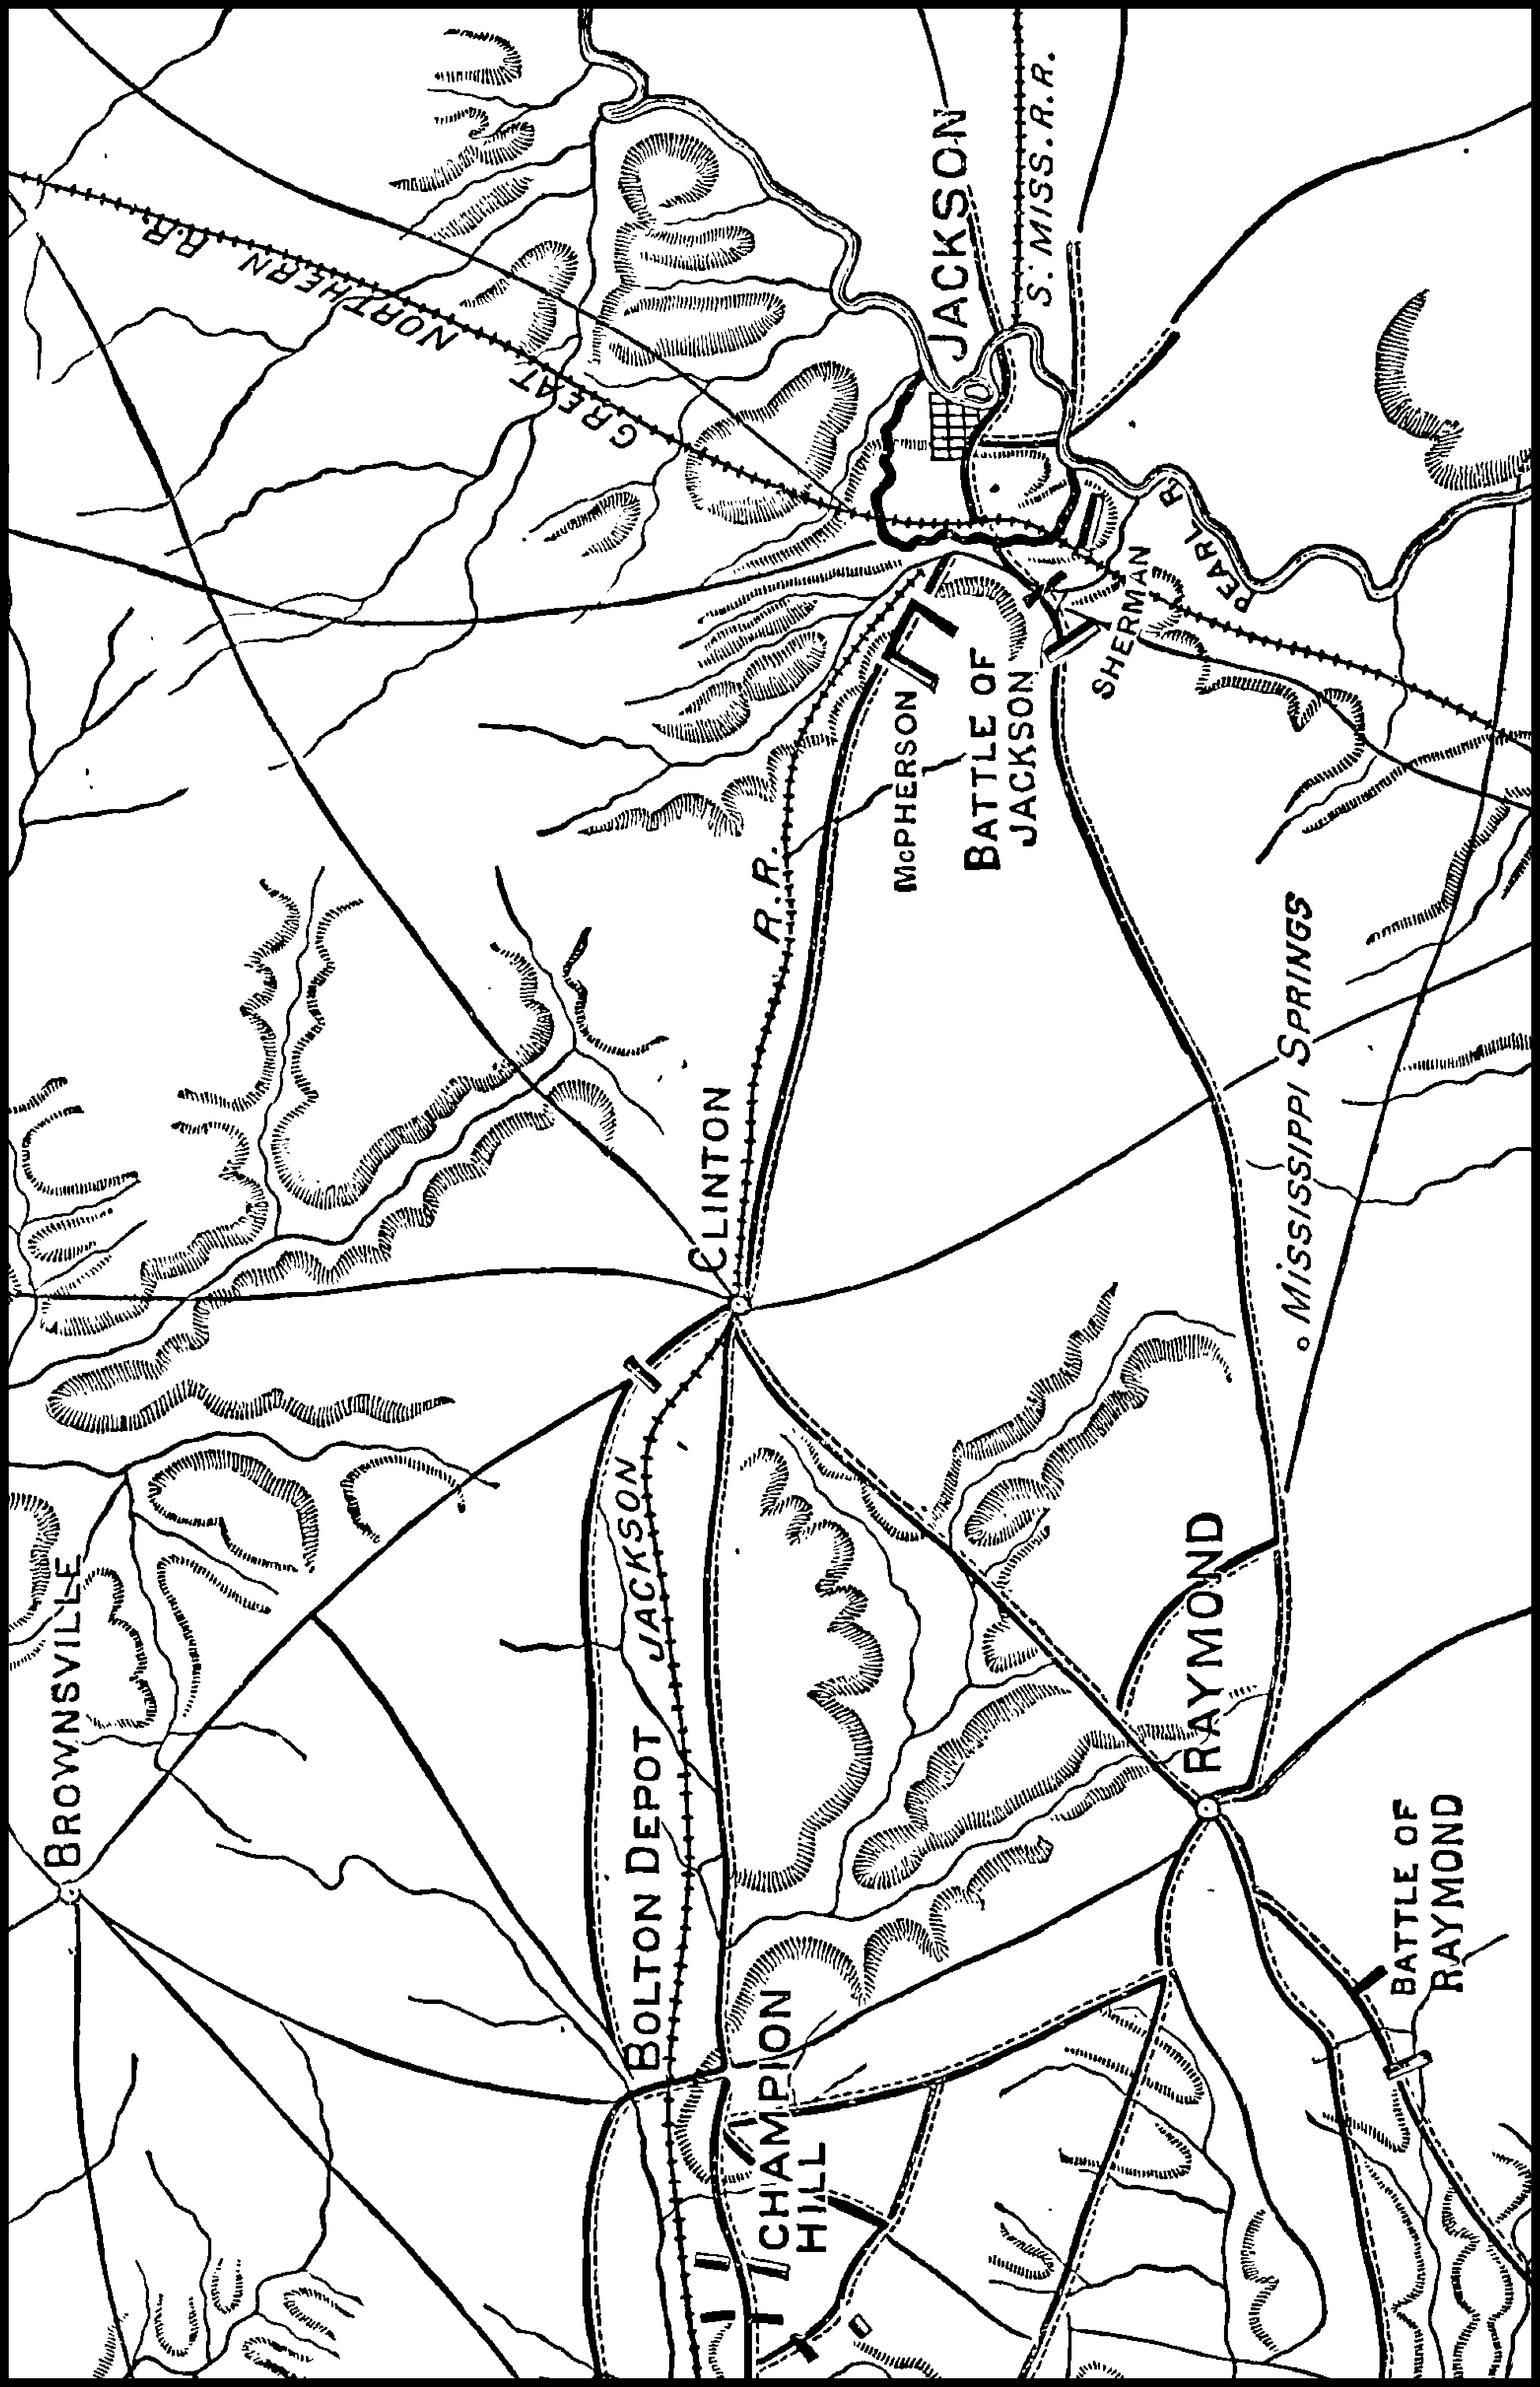 BROWNSVILLE
GREAT NORTHERN R.R.
BOLTON DEPOT
JACKSON
R.R.
CLINTON
CHAMPION
HILL
McPHERSON
JACKSON
S. MISS. R.R.
BATTLE OF
JACKSON
SHERMAN
PEARL R.
RAYMOND
MISSISSIPPI SPRINGS
BATTLE OF
RAYMOND